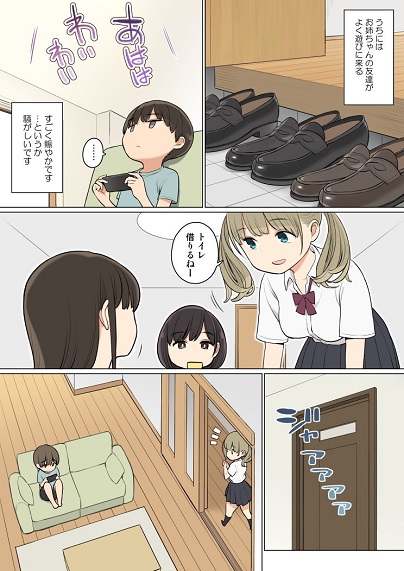 うちには
お姉ちゃんの友達が
よく遊びに来る
あはは
わい
わい
……
すごく賑やかです
…というか
騒がしいです
トイレ
借りるねー
ジャアアアアア